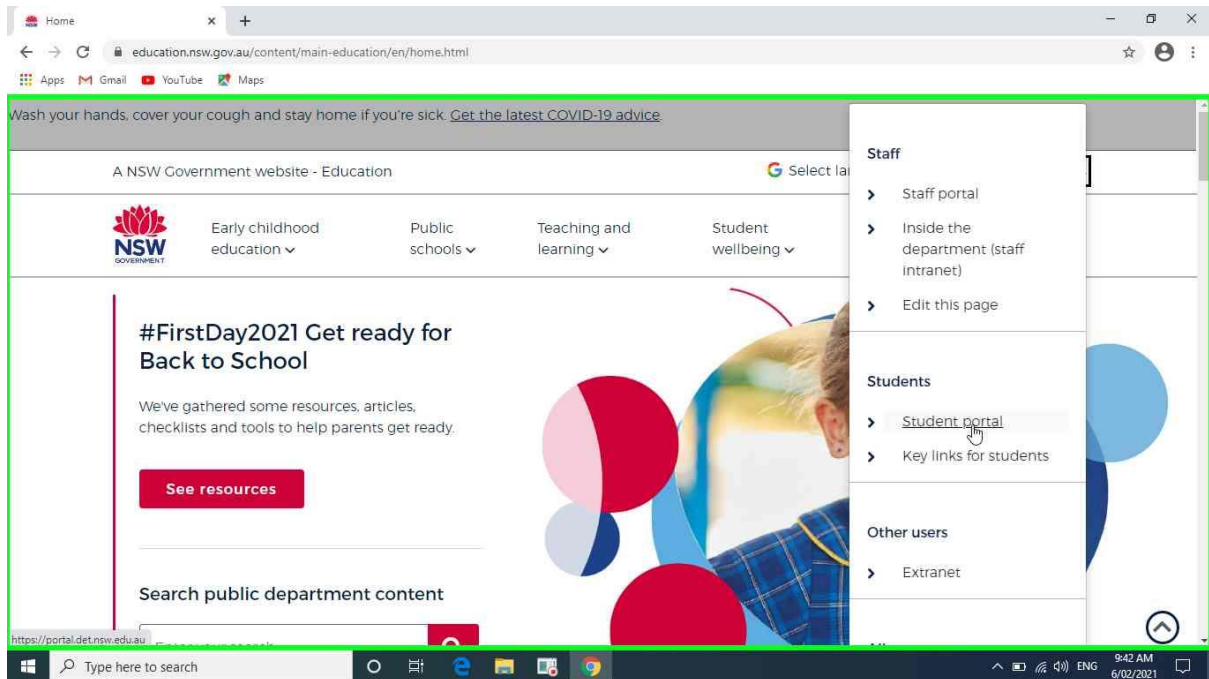 Home
education.nsw.gov.au/content/main-education/en/home.html
Apps Gmail YouTube Maps
Wash your hands, cover your cough and stay home if you're sick. Get the latest COVID-19 advice.
A NSW Government website - Education
G Select
NSW
GOVERNMENT
Early childhood
education
Public
schools
Teaching and
learning
Student
wellbeing
#FirstDay2021 Get ready for
Back to School
We've gathered some resources, articles,
checklists and tools to help parents get ready.
See resources
Search public department content
Staff
Staff portal
Inside the
department (staff
intranet)
Edit this page
Students
Student portal
Key links for students
Other users
Extranet
https://portal.det.nsw.edu.au
Type here to search
ENG
9:42 AM
6/02/2021